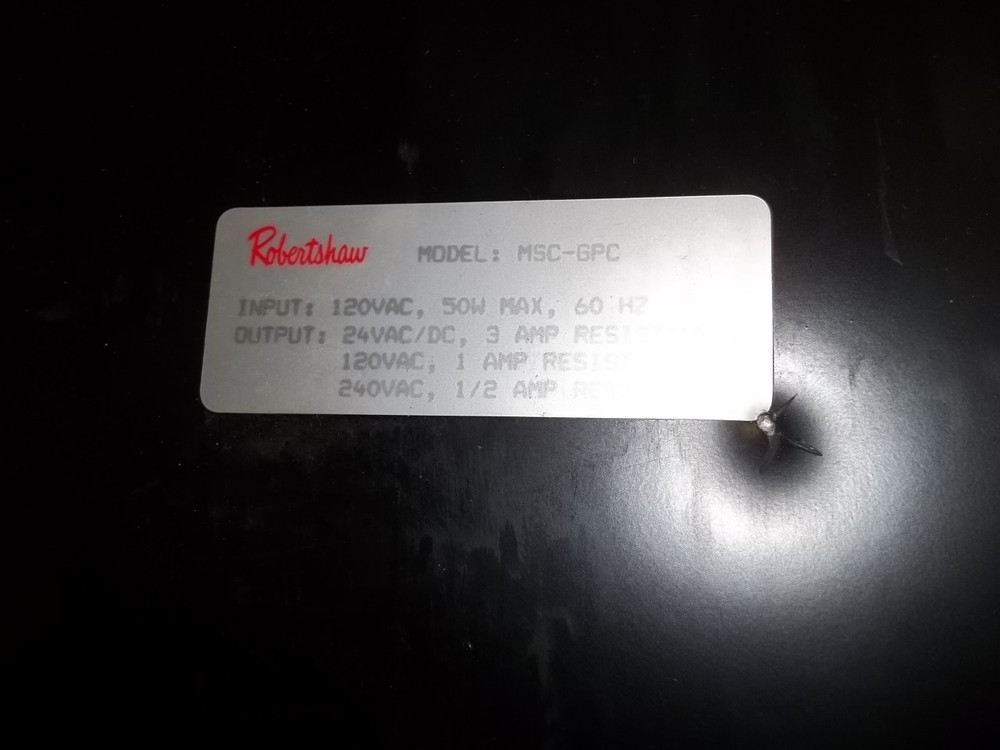 Robertshaw MODEL: MSC-GPC
INPUT: 120VAC, 50W MAX, 60 HZ
OUTPUT: 24VAC/DC, 3 AMP
120VAC, 1 AMP
240VAC, 1/2 AMP